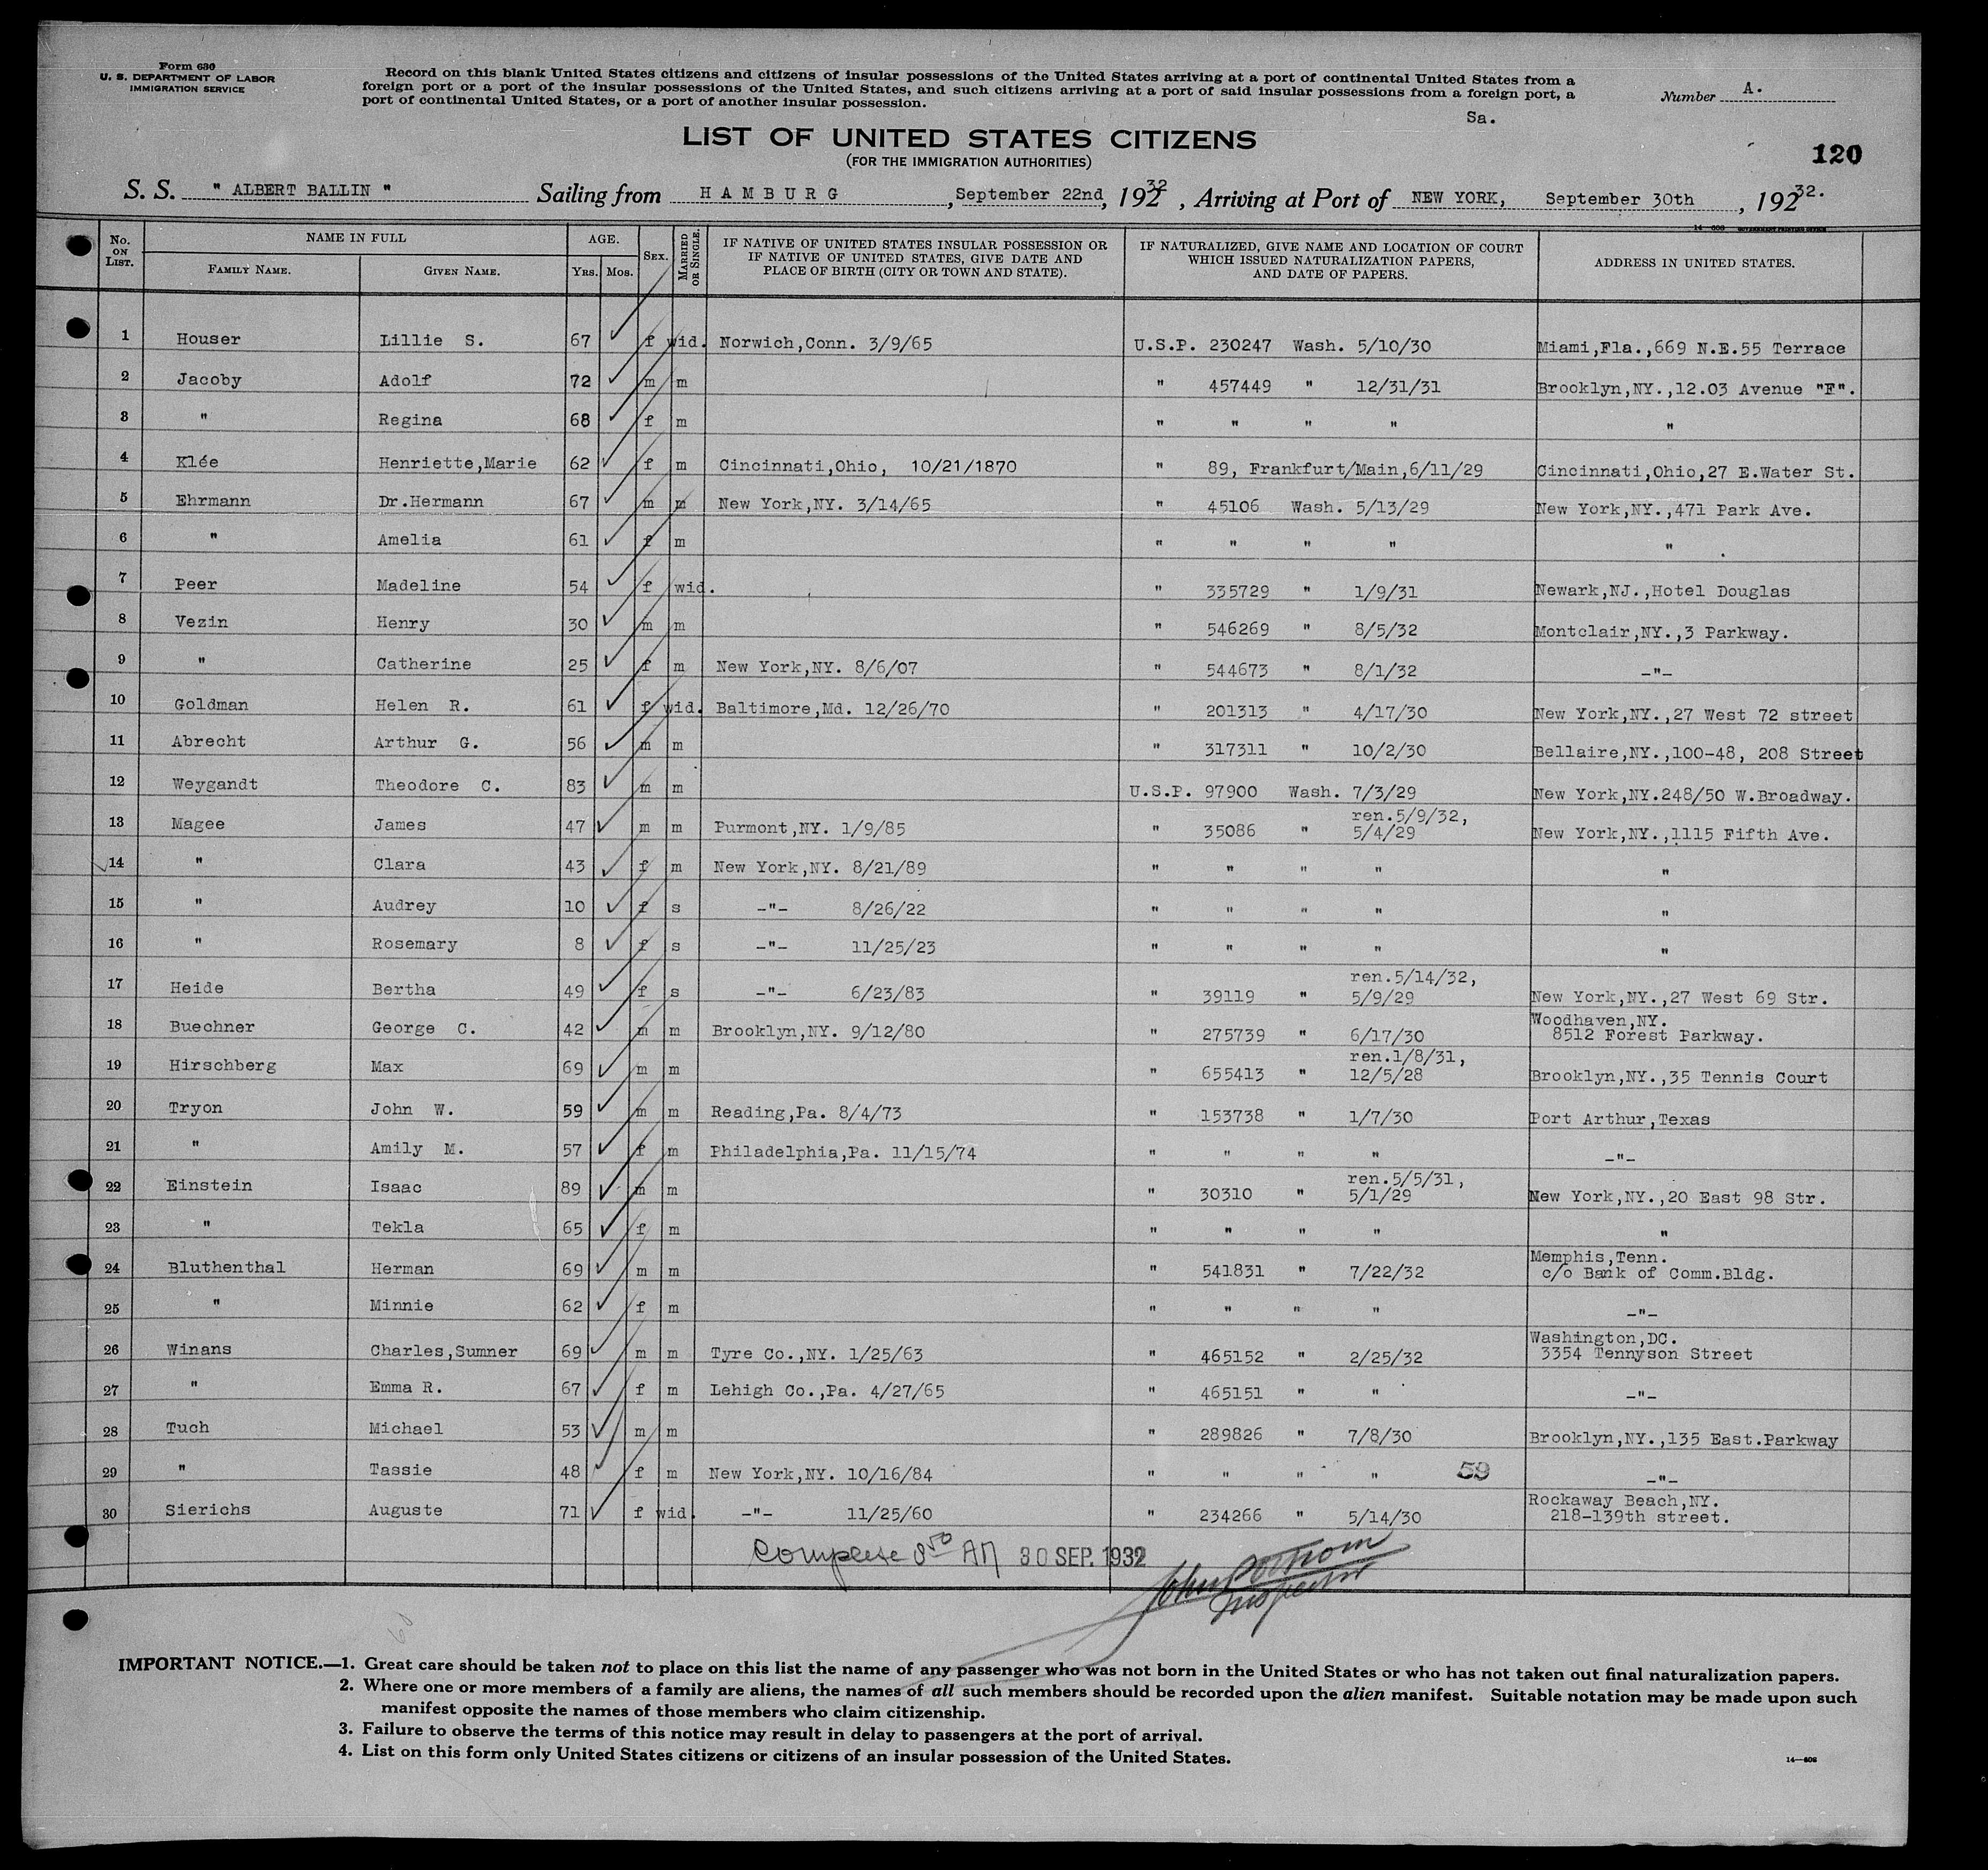 Form 630
U. S. DEPARTMENT OF LABOR
IMMIGRATION SERVICE
Record on this blank United States citizens and citizens of insular possessions of the United States arriving at a port of continental United States from a
foreign port or a port of the insular possessions of the United States, and such citizens arriving at a port of said insular possessions from a foreign port, a
port of continental United States, or a port of another insular possession.
Number A.
Sa.
LIST OF UNITED STATES CITIZENS
(FOR THE IMMIGRATION AUTHORITIES)
120
S. S. " ALBERT BALLIN " Sailing from H A M B U R G , September 22nd, 192 32 , Arriving at Port of NEW YORK, September 30th , 192 32.
No. ON LIST. NAME IN FULL FAMILY NAME. GIVEN NAME. AGE. YRS. MOS. SEX. MARRIED OR SINGLE. IF NATIVE OF UNITED STATES INSULAR POSSESSION OR IF NATIVE OF UNITED STATES, GIVE DATE AND PLACE OF BIRTH (CITY OR TOWN AND STATE). IF NATURALIZED, GIVE NAME AND LOCATION OF COURT WHICH ISSUED NATURALIZATION PAPERS, AND DATE OF PAPERS. ADDRESS IN UNITED STATES.
1 Houser Lillie S. 67 f wid. Norwich,Conn. 3/9/65 U.S.P. 230247 Wash. 5/10/30 Miami,Fla.,669 N.E.55 Terrace
2 Jacoby Adolf 72 m m " 457449 " 12/31/31 Brooklyn,NY.,12.03 Avenue "F".
3 " Regina 68 f m " " " " "
4 Klée Henriette,Marie 62 f m Cincinnati,Ohio, 10/21/1870 " 89, Frankfurt/Main,6/11/29 Cincinnati,Ohio,27 E.Water St.
5 Ehrmann Dr.Hermann 67 m m New York,NY. 3/14/65 " 45106 Wash. 5/13/29 New York,NY.,471 Park Ave.
6 " Amelia 61 f m " " " " "
7 Peer Madeline 54 f wid. " 335729 " 1/9/31 Newark,NJ.,Hotel Douglas
8 Vezin Henry 30 m m " 546269 " 8/5/32 Montclair,NY.,3 Parkway.
9 " Catherine 25 f m New York,NY. 8/6/07 " 544673 " 8/1/32 -"-
10 Goldman Helen R. 61 f wid. Baltimore,Md. 12/26/70 " 201313 " 4/17/30 New York,NY.,27 West 72 street
11 Abrecht Arthur G. 56 m m " 317311 " 10/2/30 Bellaire,NY.,100-48, 208 Street
12 Weygandt Theodore C. 83 m m U.S.P. 97900 Wash. 7/3/29 New York,NY.248/50 W.Broadway.
13 Magee James 47 m m Purmont,NY. 1/9/85 " 35086 " ren.5/9/32, 5/4/29 New York,NY.,1115 Fifth Ave.
14 " Clara 43 f m New York,NY. 8/21/89 " " " " "
15 " Audrey 10 f s -"- 8/26/22 " " " " "
16 " Rosemary 8 f s -"- 11/25/23 " " " " "
17 Heide Bertha 49 f s -"- 6/23/83 " 39119 " ren.5/14/32, 5/9/29 New York,NY.,27 West 69 Str.
18 Buechner George C. 42 m m Brooklyn,NY. 9/12/80 " 275739 " 6/17/30 Woodhaven,NY. 8512 Forest Parkway.
19 Hirschberg Max 69 m m " 655413 " ren.1/8/31, 12/5/28 Brooklyn,NY.,35 Tennis Court
20 Tryon John W. 59 m m Reading,Pa. 8/4/73 " 153738 " 1/7/30 Port Arthur,Texas
21 " Amily M. 57 f m Philadelphia,Pa. 11/15/74 " " " " -"-
22 Einstein Isaac 89 m m " 30310 " ren.5/5/31, 5/1/29 New York,NY.,20 East 98 Str.
23 " Tekla 65 f m " " " " "
24 Bluthenthal Herman 69 m m " 541831 " 7/22/32 Memphis,Tenn. c/o Bank of Comm.Bldg.
25 " Minnie 62 f m " " " " -"-
26 Winans Charles,Sumner 69 m m Tyre Co.,NY. 1/25/63 " 465152 " 2/25/32 Washington,DC. 3354 Tennyson Street
27 " Emma R. 67 f m Lehigh Co.,Pa. 4/27/65 " 465151 " " -"-
28 Tuch Michael 53 m m " 289826 " 7/8/30 Brooklyn,NY.,135 East.Parkway
29 " Tassie 48 f m New York,NY. 10/16/84 " " " " 59 -"-
30 Sierichs Auguste 71 f wid. -"- 11/25/60 " 234266 " 5/14/30 Rockaway Beach,NY. 218-139th street.
Complete 8 50 AM 30 SEP. 1932
John
Inspector
IMPORTANT NOTICE.—1. Great care should be taken not to place on this list the name of any passenger who was not born in the United States or who has not taken out final naturalization papers.
2. Where one or more members of a family are aliens, the names of all such members should be recorded upon the alien manifest. Suitable notation may be made upon such
manifest opposite the names of those members who claim citizenship.
3. Failure to observe the terms of this notice may result in delay to passengers at the port of arrival.
4. List on this form only United States citizens or citizens of an insular possession of the United States.
14—606